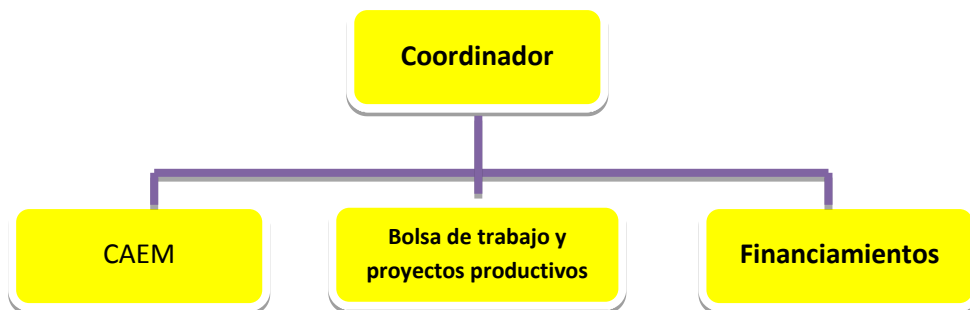 Coordinador
CAEM
Bolsa de trabajo y
proyectos productivos
Financiamientos